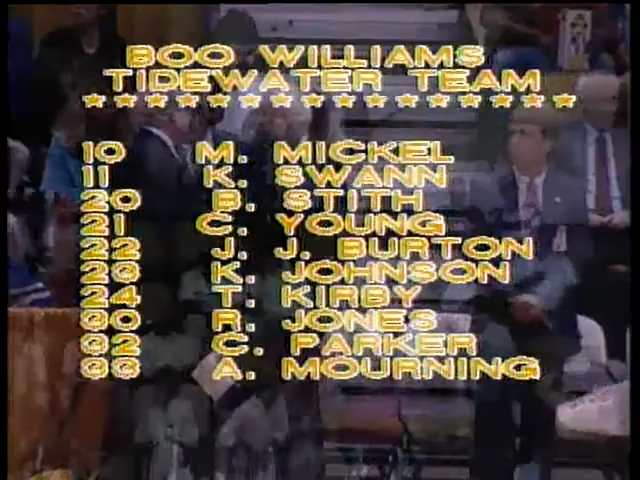 BOO WILLIAMS
TIDEWATER TEAM
★ ★ ★ ★ ★ ★ ★ ★ ★ ★ ★ ★ ★ ★ ★ ★
10 M. MICKEL
11 K. SWANN
20 B. STITH
21 C. YOUNG
22 J. J. BURTON
23 K. JOHNSON
24 T. KIRBY
30 R. JONES
32 C. PARKER
33 A. MOURNING